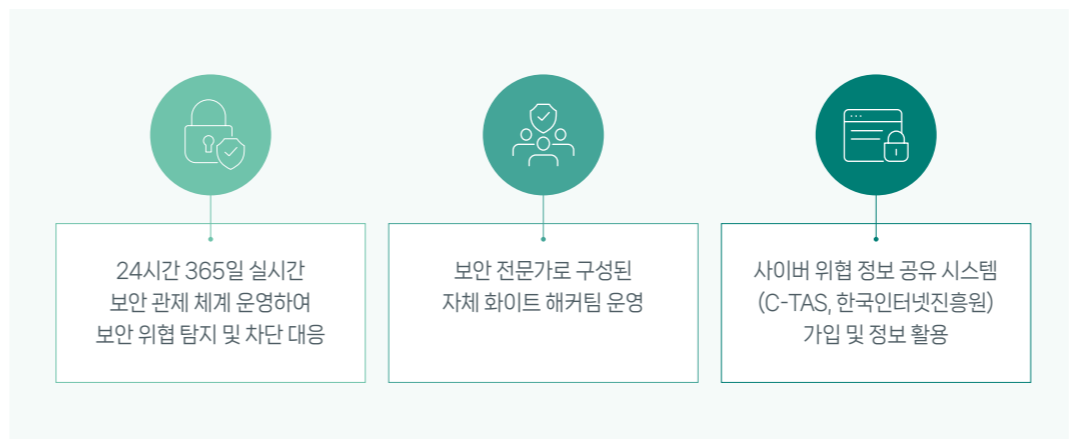 24시간 365일 실시간
보안 관제 체계 운영하여
보안 위협 탐지 및 차단 대응
보안 전문가로 구성된
자체 화이트 해커팀 운영
사이버 위협 정보 공유 시스템
(C-TAS, 한국인터넷진흥원)
가입 및 정보 활용